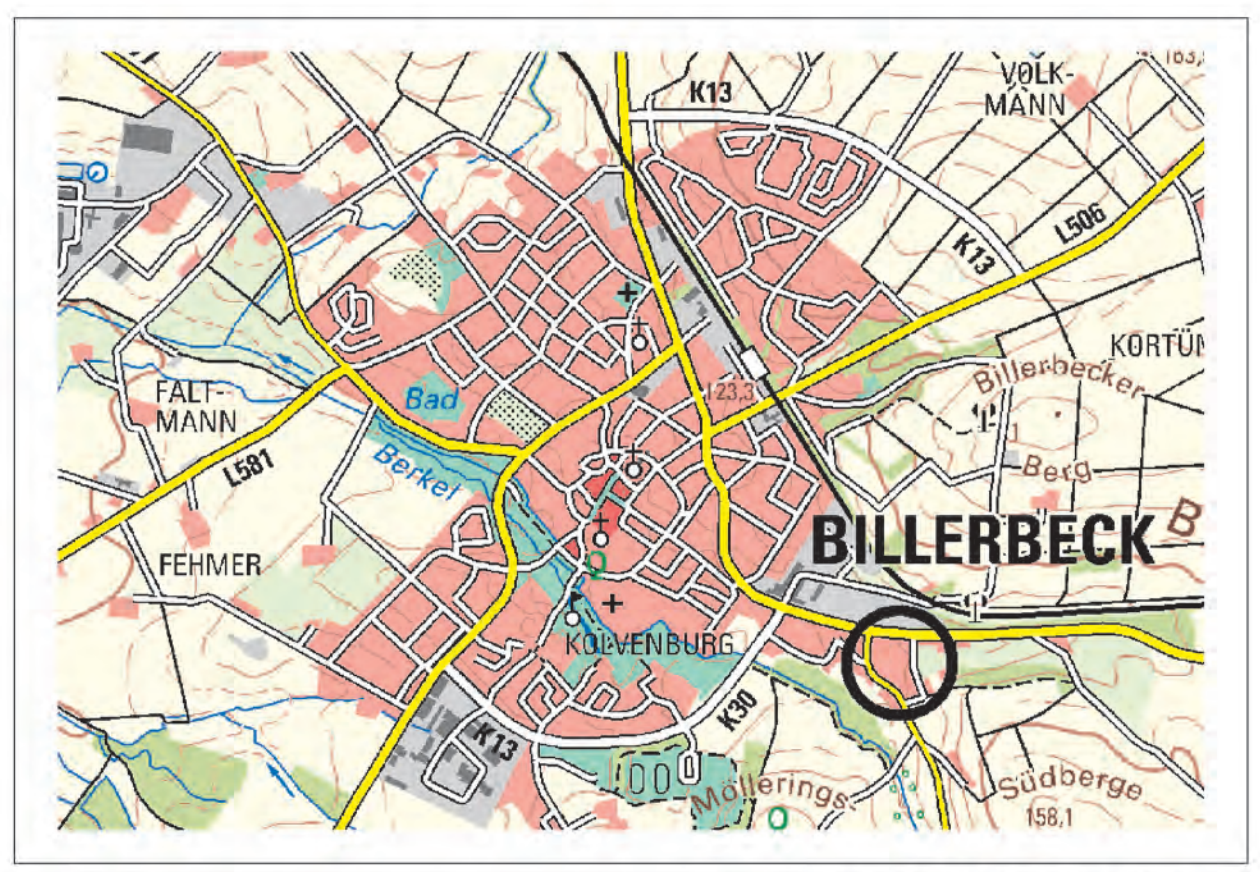 K13
VOLK-
MANN
163,
L506
K13
KORTÜM
Billerbecker
Berg
123,3
FALT-
MANN
Bad
L581
Berkel
BILLERBECK
B
FEHMER
KOLVENBURG
K30
K13
Möllerings
Südberge
158,1
B